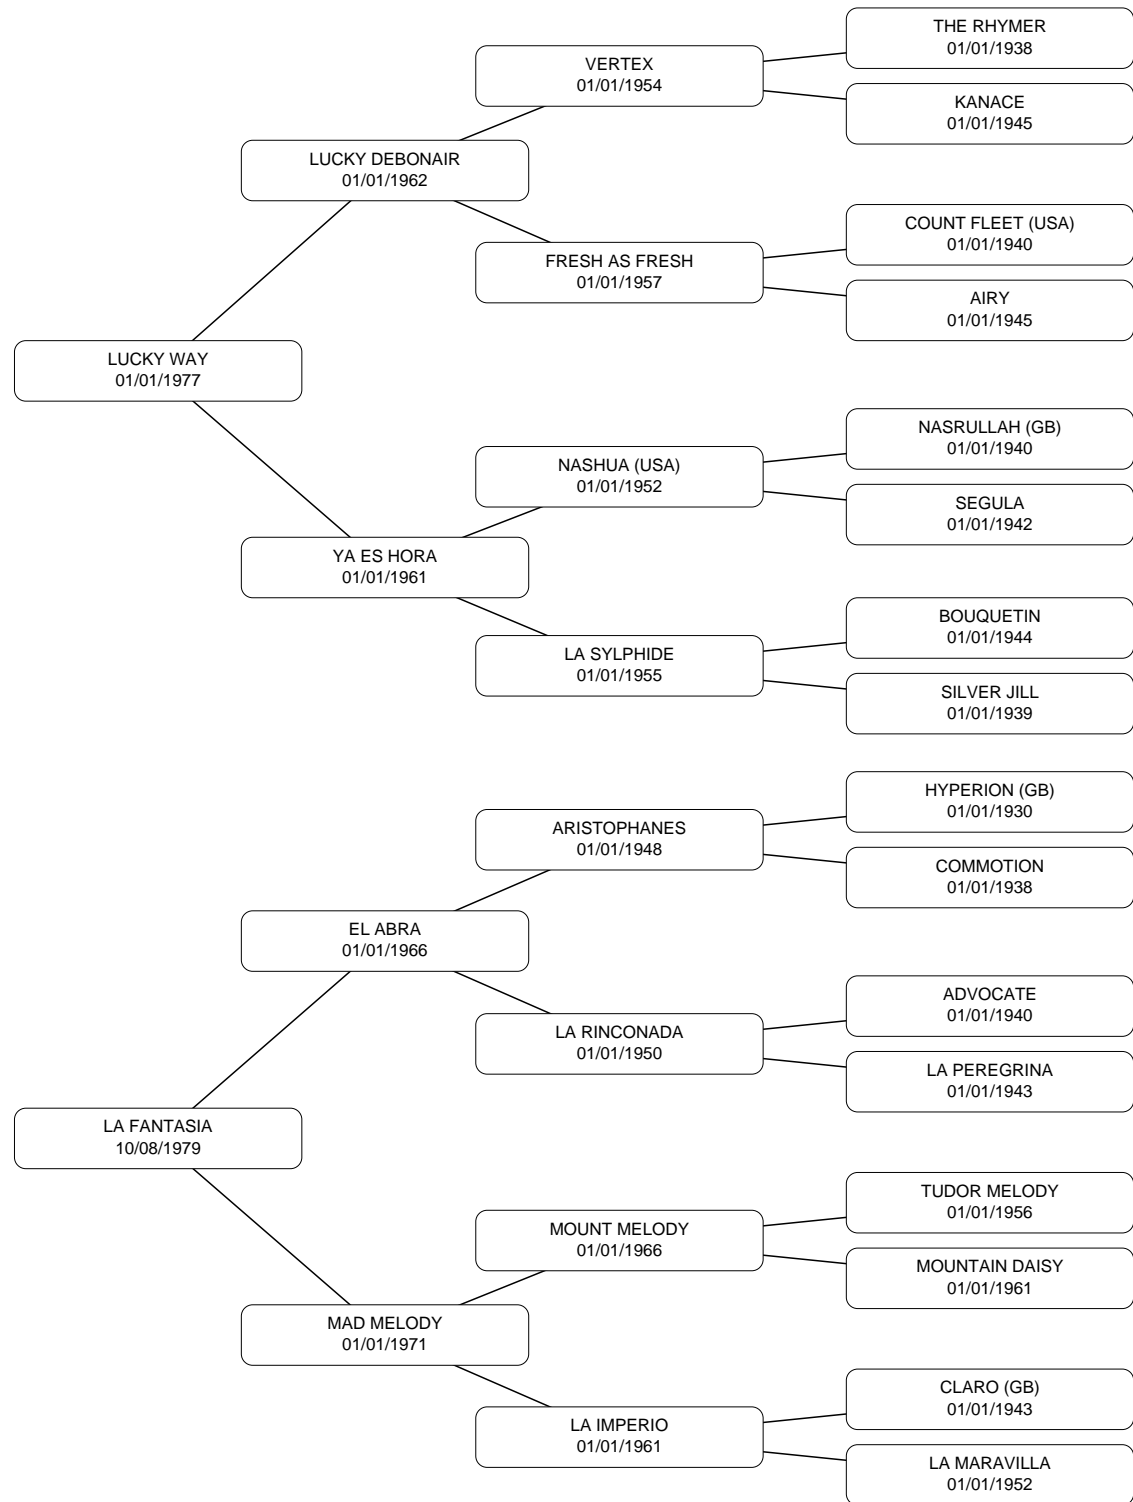 THE RHYMER
01/01/1938
VERTEX
01/01/1954
KANACE
01/01/1945
LUCKY DEBONAIR
01/01/1962
COUNT FLEET (USA)
01/01/1940
FRESH AS FRESH
01/01/1957
AIRY
01/01/1945
LUCKY WAY
01/01/1977
NASRULLAH (GB)
01/01/1940
NASHUA (USA)
01/01/1952
SEGULA
01/01/1942
YA ES HORA
01/01/1961
BOUQUETIN
01/01/1944
LA SYLPHIDE
01/01/1955
SILVER JILL
01/01/1939
HYPERION (GB)
01/01/1930
ARISTOPHANES
01/01/1948
COMMOTION
01/01/1938
EL ABRA
01/01/1966
ADVOCATE
01/01/1940
LA RINCONADA
01/01/1950
LA PEREGRINA
01/01/1943
LA FANTASIA
10/08/1979
TUDOR MELODY
01/01/1956
MOUNT MELODY
01/01/1966
MOUNTAIN DAISY
01/01/1961
MAD MELODY
01/01/1971
CLARO (GB)
01/01/1943
LA IMPERIO
01/01/1961
LA MARAVILLA
01/01/1952